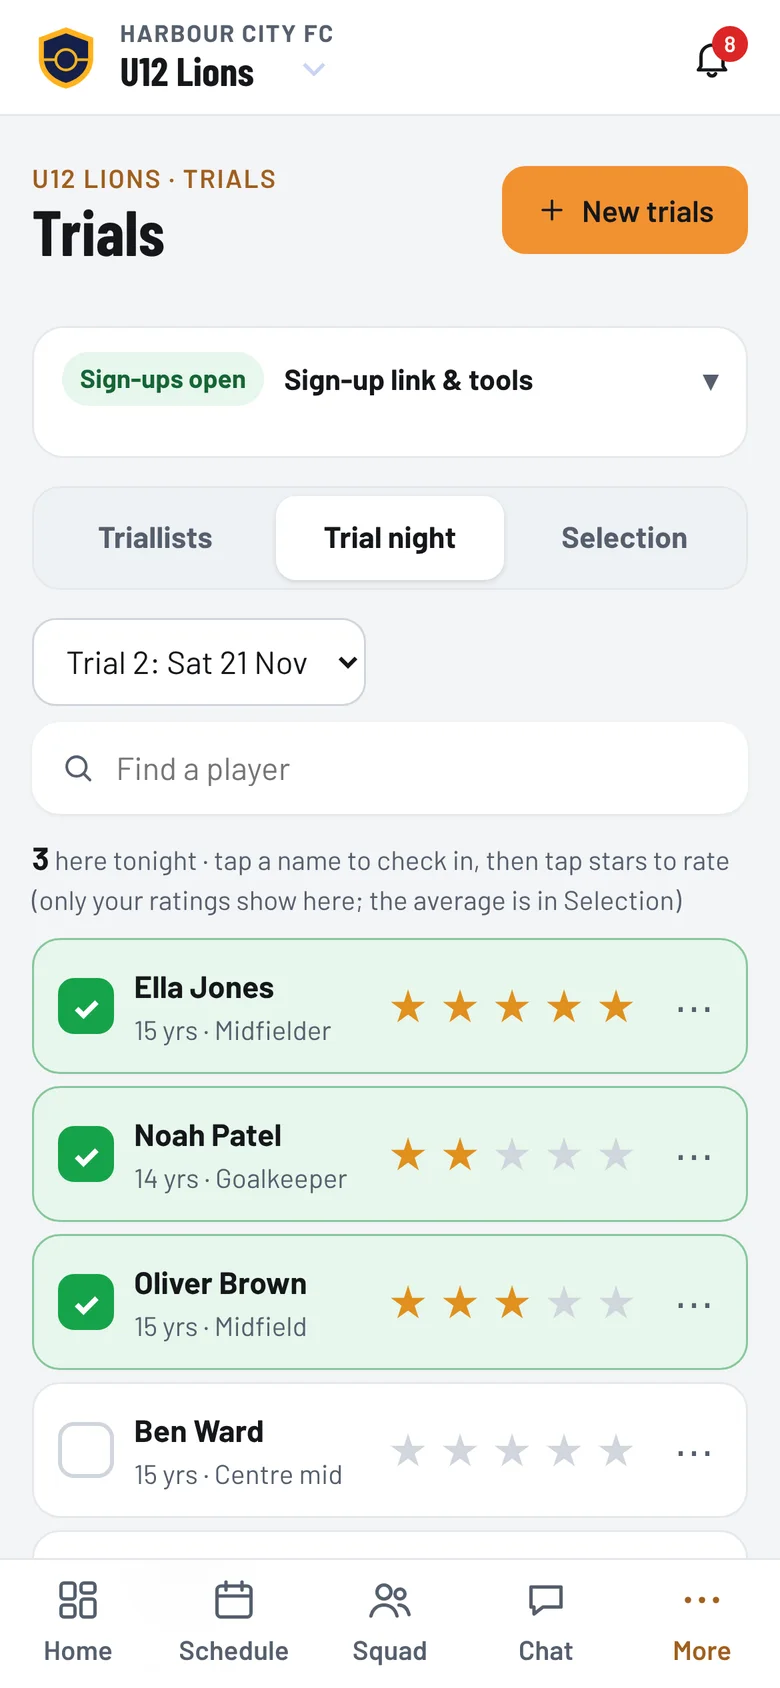 HARBOUR CITY FC
U12 Lions
8
U12 LIONS · TRIALS
Trials
+ New trials
Sign-ups open
Sign-up link & tools
Triallists
Trial night
Selection
Trial 2: Sat 21 Nov
Find a player
3 here tonight · tap a name to check in, then tap stars to rate
(only your ratings show here; the average is in Selection)
Ella Jones
15 yrs · Midfielder
Noah Patel
14 yrs · Goalkeeper
Oliver Brown
15 yrs · Midfield
Ben Ward
15 yrs · Centre mid
Home
Schedule
Squad
Chat
More